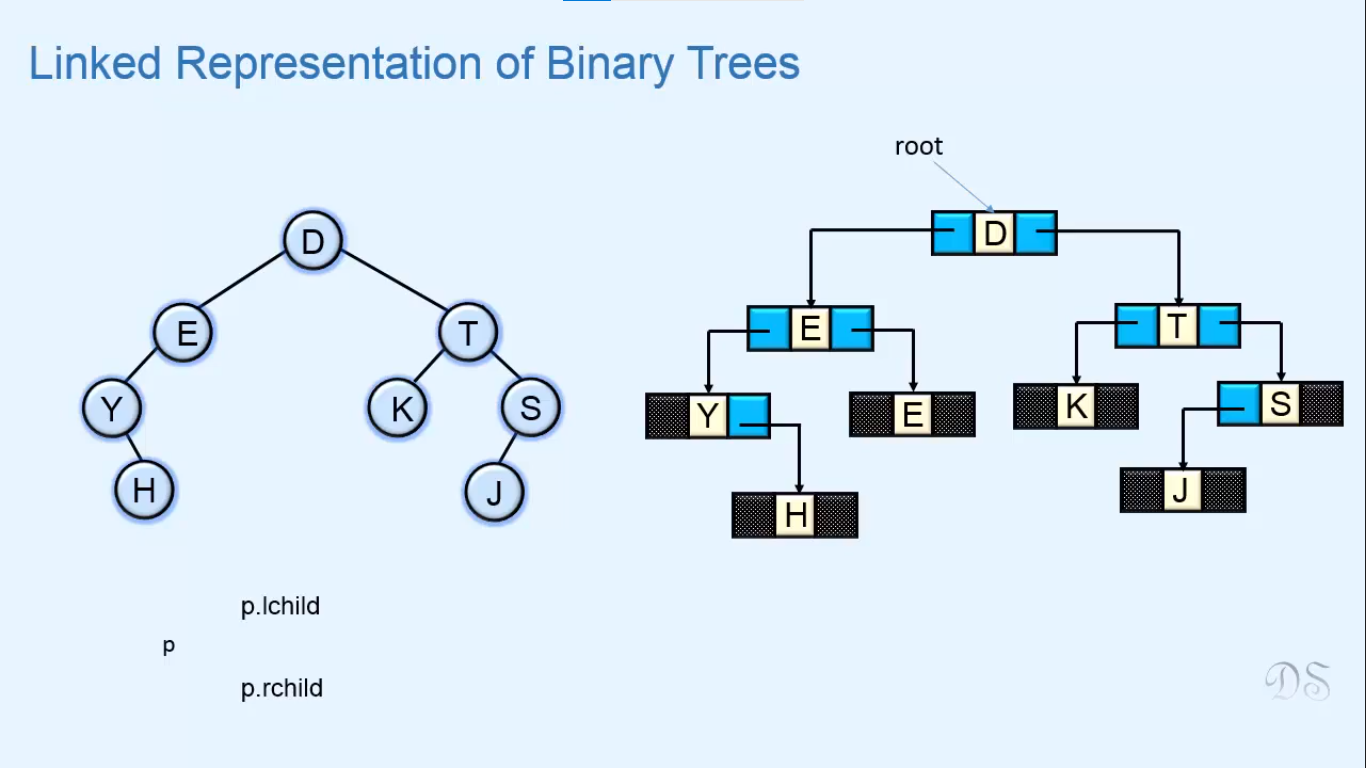 Linked Representation of Binary Trees
root
D
E T
Y K S
H J
D
E T
Y E K S
H J
p.lchild
p
p.rchild
DS